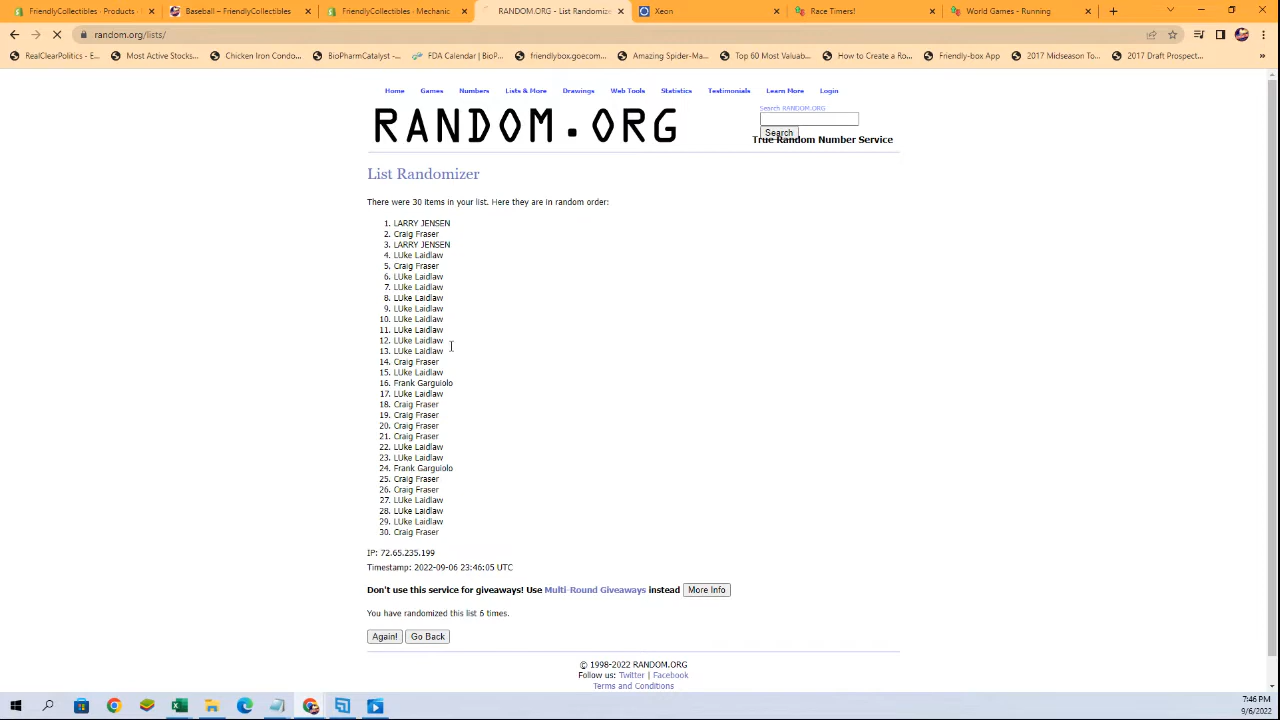 FriendlyCollectibles · Products ·
Baseball – FriendlyCollectibles
FriendlyCollectibles · Mechanic
RANDOM.ORG - List Randomizer
Xeon
Race Timers!
World Games - Running
random.org/lists/
RealClearPolitics - E...
Most Active Stocks...
Chicken Iron Condo...
BioPharmCatalyst -...
FDA Calendar | BioP...
friendlybox.goecom...
Amazing Spider-Ma...
Top 60 Most Valuab...
How to Create a Ro...
Friendly-box App
2017 Midseason To...
2017 Draft Prospect...
Home Games Numbers Lists & More Drawings Web Tools Statistics Testimonials Learn More Login
Search RANDOM.ORG
RANDOM.ORG
Search
True Random Number Service
List Randomizer
There were 30 items in your list. Here they are in random order:
1. LARRY JENSEN
2. Craig Fraser
3. LARRY JENSEN
4. LUke Laidlaw
5. Craig Fraser
6. LUke Laidlaw
7. LUke Laidlaw
8. LUke Laidlaw
9. LUke Laidlaw
10. LUke Laidlaw
11. LUke Laidlaw
12. LUke Laidlaw
13. LUke Laidlaw
14. Craig Fraser
15. LUke Laidlaw
16. Frank Garguiolo
17. LUke Laidlaw
18. Craig Fraser
19. Craig Fraser
20. Craig Fraser
21. Craig Fraser
22. LUke Laidlaw
23. LUke Laidlaw
24. Frank Garguiolo
25. Craig Fraser
26. Craig Fraser
27. LUke Laidlaw
28. LUke Laidlaw
29. LUke Laidlaw
30. Craig Fraser
IP: 72.65.235.199
Timestamp: 2022-09-06 23:46:05 UTC
Don't use this service for giveaways! Use Multi-Round Giveaways instead More Info
You have randomized this list 6 times.
Again! Go Back
© 1998-2022 RANDOM.ORG
Follow us: Twitter | Facebook
Terms and Conditions
7:46 PM
9/6/2022